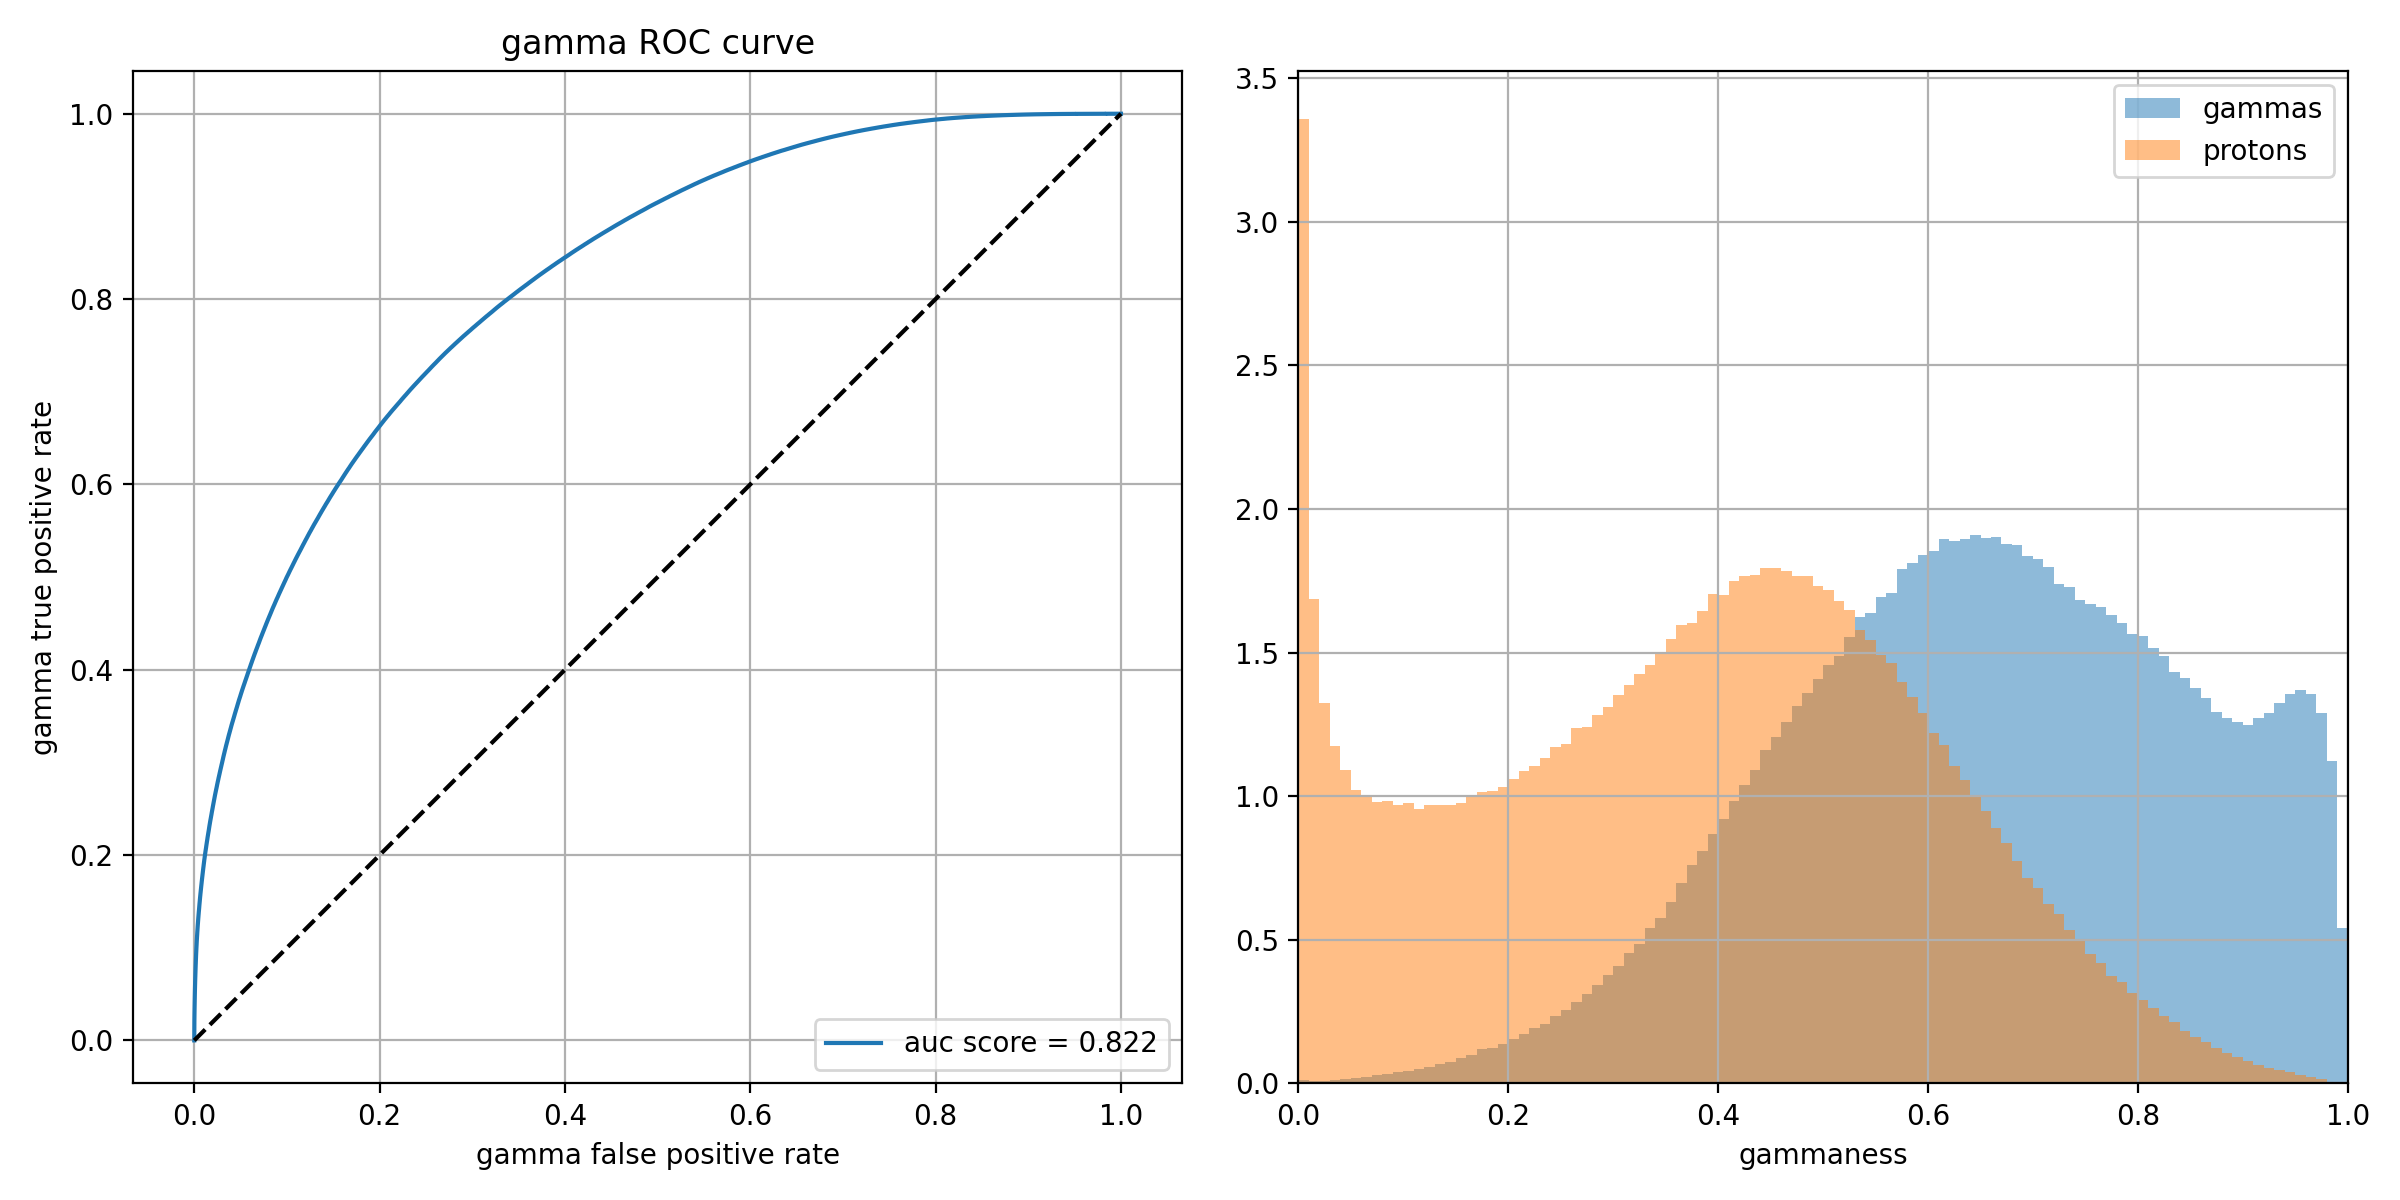 gamma ROC curve
1.0
0.8
0.6
0.4
0.2
0.0
gamma true positive rate
auc score = 0.822
0.0 0.2 0.4 0.6 0.8 1.0
gamma false positive rate
3.5
3.0
2.5
2.0
1.5
1.0
0.5
0.0
gammas
protons
0.0 0.2 0.4 0.6 0.8 1.0
gammaness